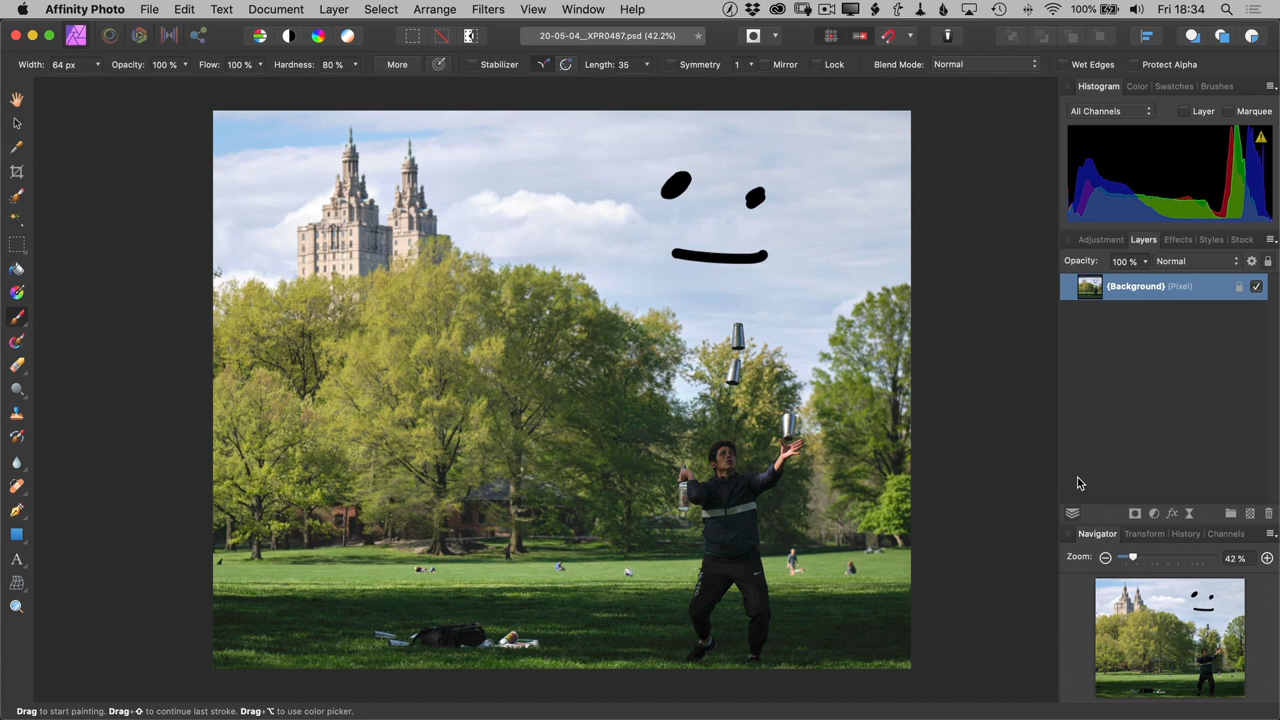 Affinity Photo File Edit Text Document Layer Select Arrange Filters View Window Help 100% Fri 18:34
20-05-04__XPR0487.psd (42.2%)
Width: 64 px Opacity: 100 % Flow: 100 % Hardness: 80 % More Stabilizer Length: 35 Symmetry 1 Mirror Lock Blend Mode: Normal Wet Edges Protect Alpha
Histogram Color Swatches Brushes
All Channels Layer Marquee
Adjustment Layers Effects Styles Stock
Opacity: 100 % Normal
{Background} (Pixel)
fx
Navigator Transform History Channels
Zoom: 42 %
A
Drag to start painting. Drag+⇧ to continue last stroke. Drag+⌥ to use color picker.